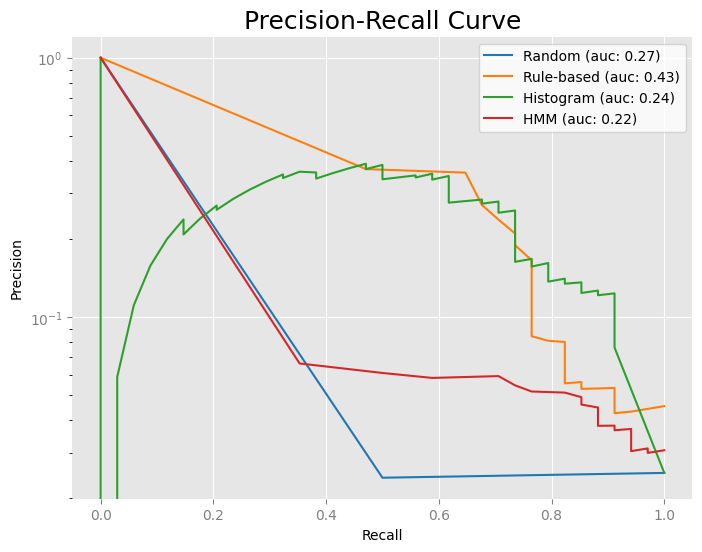 Precision-Recall Curve
Random (auc: 0.27)
Rule-based (auc: 0.43)
Histogram (auc: 0.24)
HMM (auc: 0.22)
10⁰
10⁻¹
Precision
0.0 0.2 0.4 0.6 0.8 1.0
Recall